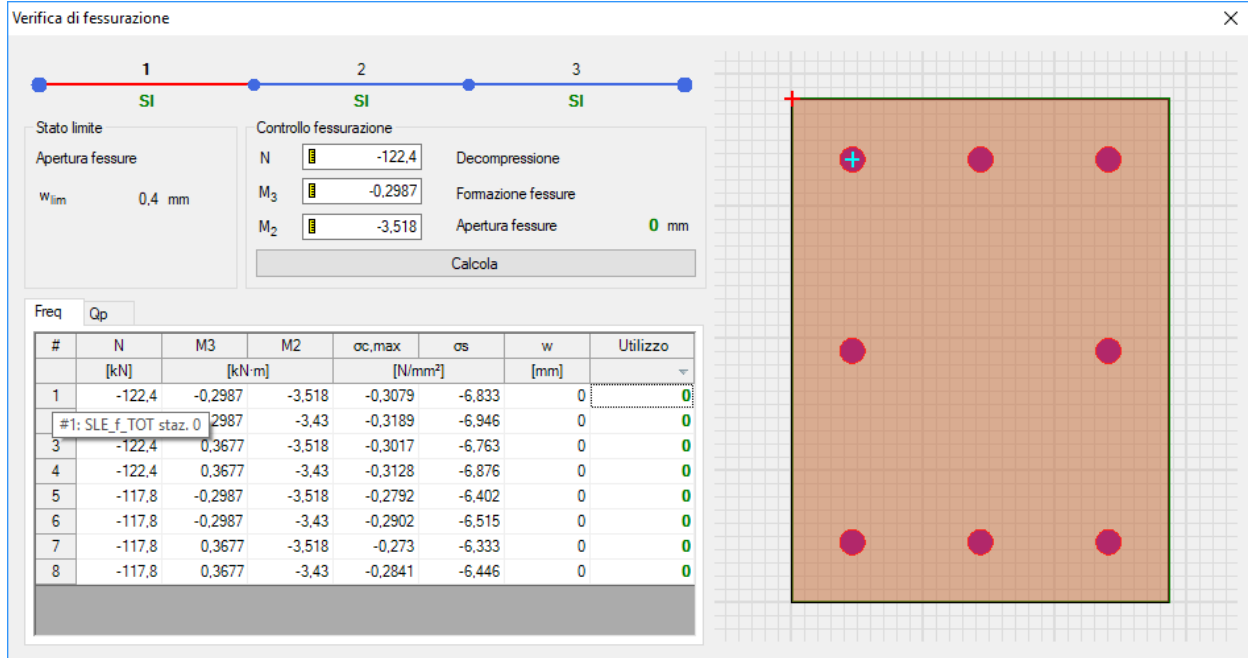 Verifica di fessurazione
1 2 3
SI SI SI
Stato limite
Apertura fessure
wlim 0,4 mm
Controllo fessurazione
N -122,4 Decompressione
M3 -0,2987 Formazione fessure
M2 -3,518 Apertura fessure 0 mm
Calcola
Freq Qp
# N M3 M2 σc,max σs w Utilizzo
[kN] [kN·m] [N/mm²] [mm]
1 -122,4 -0,2987 -3,518 -0,3079 -6,833 0 0
#1: SLE_f_TOT staz. 0 2987 -3,43 -0,3189 -6,946 0 0
3 -122,4 0,3677 -3,518 -0,3017 -6,763 0 0
4 -122,4 0,3677 -3,43 -0,3128 -6,876 0 0
5 -117,8 -0,2987 -3,518 -0,2792 -6,402 0 0
6 -117,8 -0,2987 -3,43 -0,2902 -6,515 0 0
7 -117,8 0,3677 -3,518 -0,273 -6,333 0 0
8 -117,8 0,3677 -3,43 -0,2841 -6,446 0 0